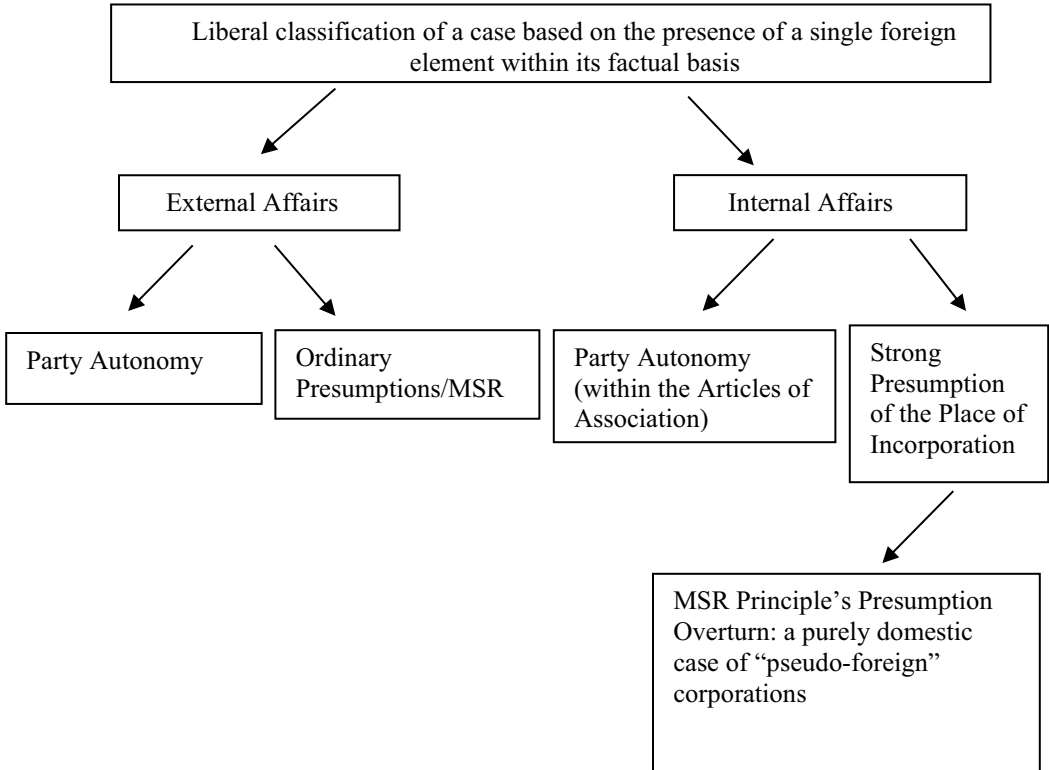 Liberal classification of a case based on the presence of a single foreign
element within its factual basis
External Affairs
Internal Affairs
Party Autonomy
Ordinary
Presumptions/MSR
Party Autonomy
(within the Articles of
Association)
Strong
Presumption
of the Place of
Incorporation
MSR Principle’s Presumption
Overturn: a purely domestic
case of “pseudo-foreign”
corporations